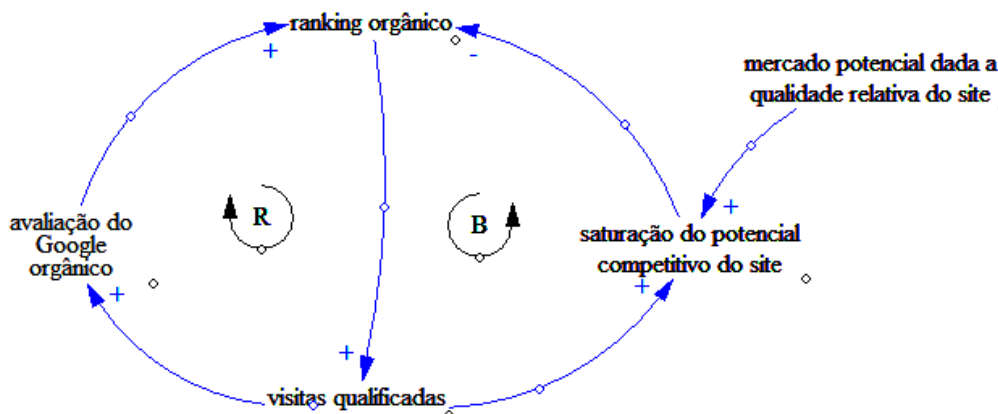 ranking orgânico
+
-
mercado potencial dada a
qualidade relativa do site
+
avaliação do
Google
orgânico
R
B
saturação do potencial
competitivo do site
+
+
+
visitas qualificadas